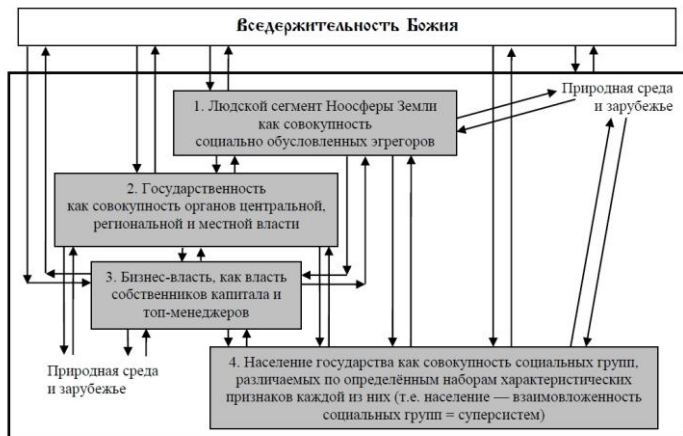 Вседержительность Божия
1. Людской сегмент Ноосферы Земли
как совокупность
социально обусловленных эгрегоров
Природная среда
и зарубежье
2. Государственность
как совокупность органов центральной,
региональной и местной власти
3. Бизнес-власть, как власть
собственников капитала и
топ-менеджеров
Природная среда
и зарубежье
4. Население государства как совокупность социальных групп,
различаемых по определённым наборам характеристических
признаков каждой из них (т.е. население — взаимовложенность
социальных групп = суперсистем)